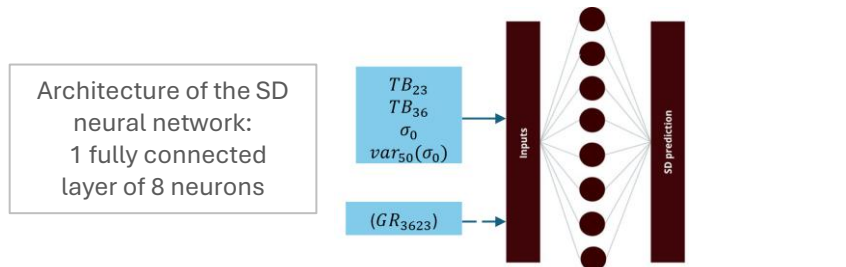 Architecture of the SD
neural network:
1 fully connected
layer of 8 neurons
TB₂₃
TB₃₆
σ₀
var₅₀(σ₀)
(GR₃₆₂₃)
Inputs
SD prediction